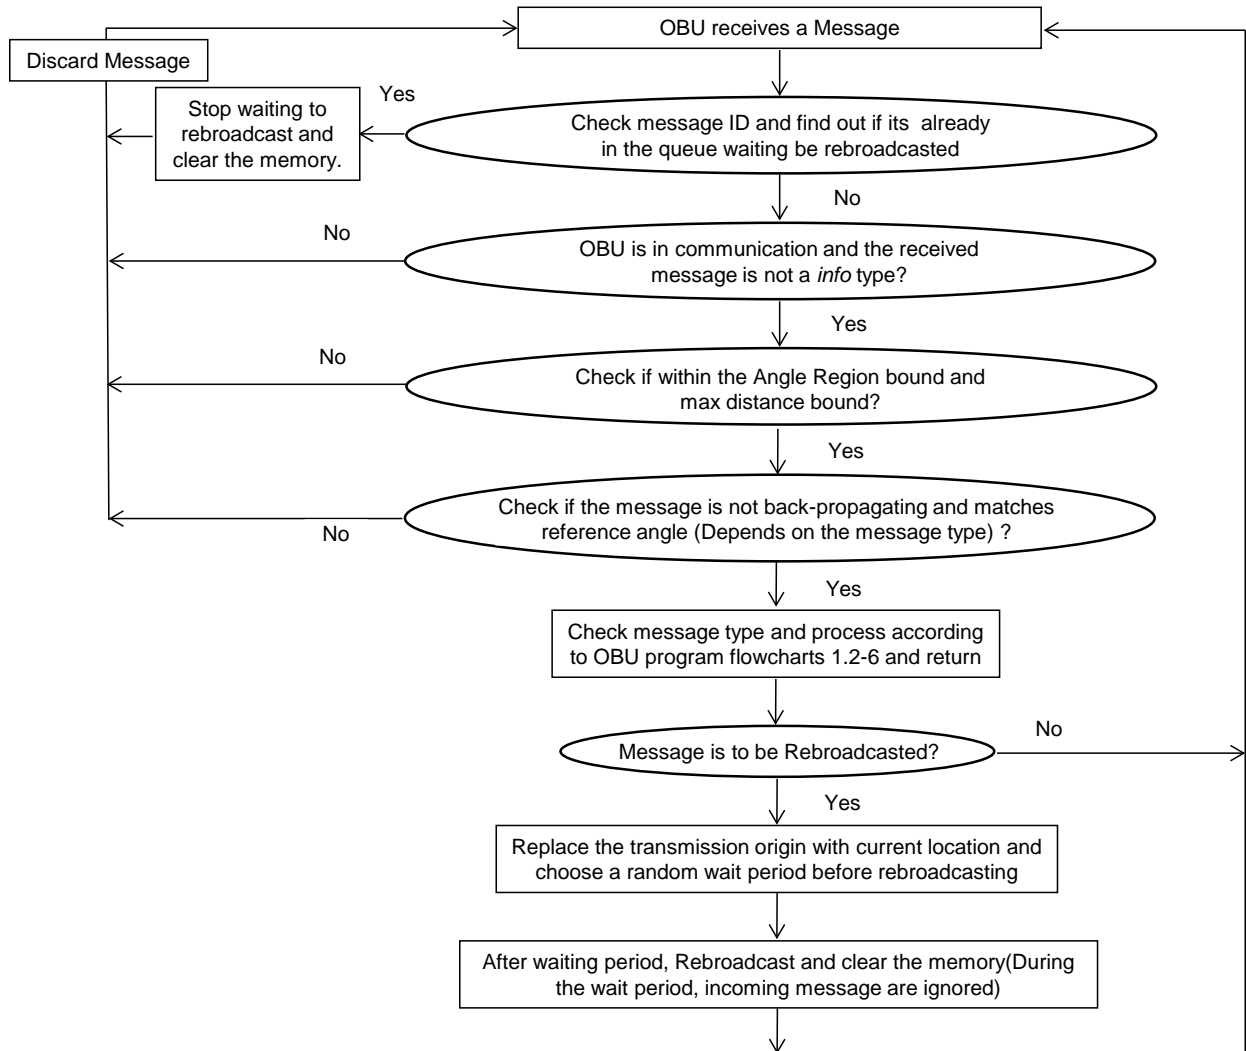 OBU receives a Message
Discard Message
Yes
Stop waiting to
rebroadcast and
clear the memory.
Check message ID and find out if its already
in the queue waiting be rebroadcasted
No
No
OBU is in communication and the received
message is not a info type?
Yes
No
Check if within the Angle Region bound and
max distance bound?
Yes
Check if the message is not back-propagating and matches
reference angle (Depends on the message type) ?
No
Yes
Check message type and process according
to OBU program flowcharts 1.2-6 and return
No
Message is to be Rebroadcasted?
Yes
Replace the transmission origin with current location and
choose a random wait period before rebroadcasting
After waiting period, Rebroadcast and clear the memory(During
the wait period, incoming message are ignored)